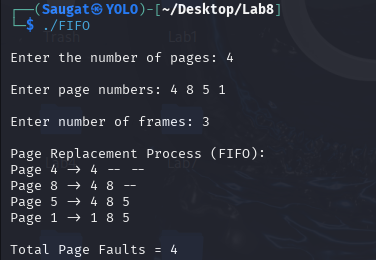 ┌──(Saugat㉿YOLO)-[~/Desktop/Lab8]
└─$ ./FIFO
Enter the number of pages: 4
Enter page numbers: 4 8 5 1
Enter number of frames: 3
Page Replacement Process (FIFO):
Page 4 → 4 -- --
Page 8 → 4 8 --
Page 5 → 4 8 5
Page 1 → 1 8 5
Total Page Faults = 4